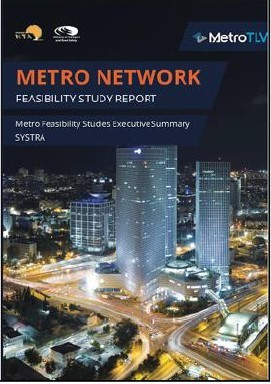 MetroTLV
METRO NETWORK
FEASIBILITY STUDY REPORT
Metro Feasibility Studies Executive Summary
SYSTRA